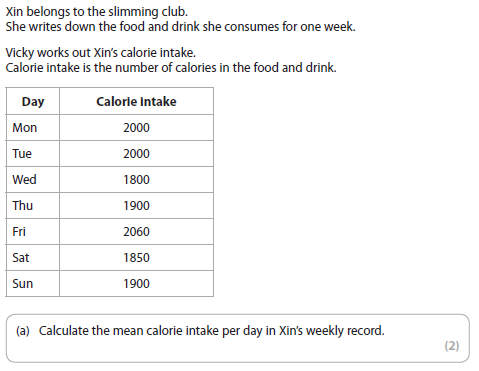 Xin belongs to the slimming club.
She writes down the food and drink she consumes for one week.
Vicky works out Xin's calorie intake.
Calorie intake is the number of calories in the food and drink.
Day Calorie intake
Mon 2000
Tue 2000
Wed 1800
Thu 1900
Fri 2060
Sat 1850
Sun 1900
(a) Calculate the mean calorie intake per day in Xin's weekly record.
(2)